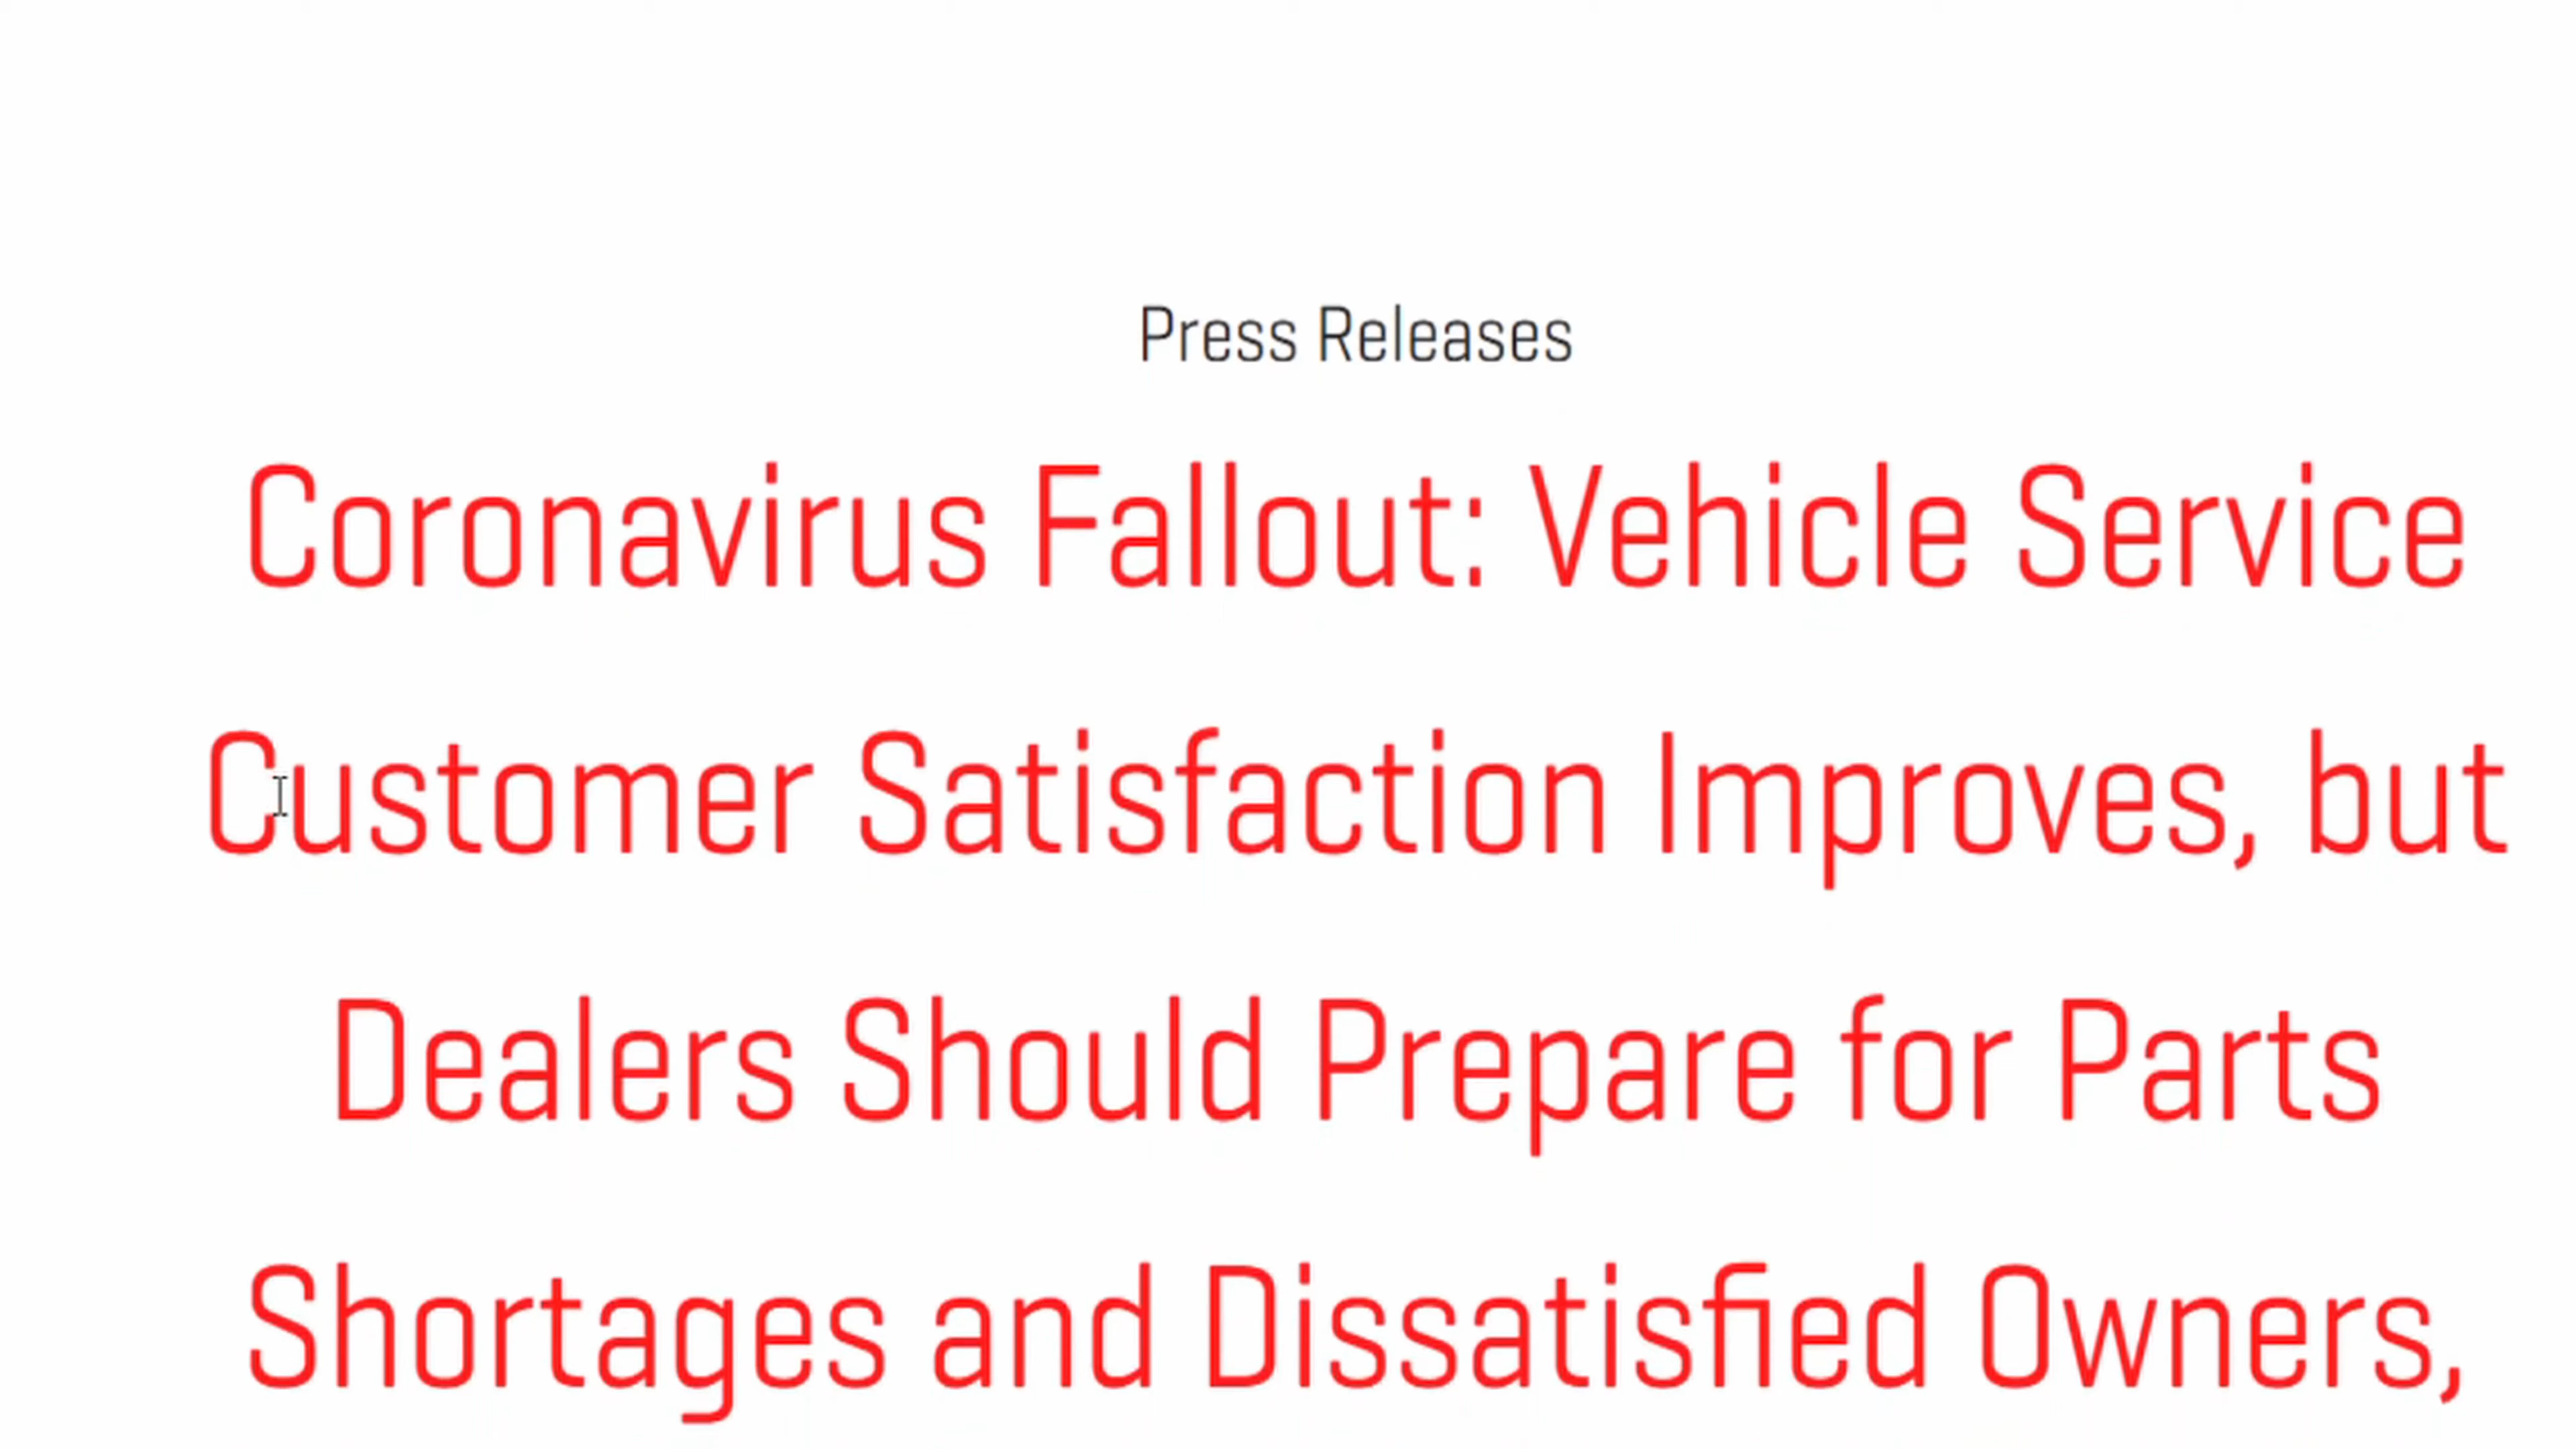 Press Releases
Coronavirus Fallout: Vehicle Service
Customer Satisfaction Improves, but
Dealers Should Prepare for Parts
Shortages and Dissatisfied Owners,